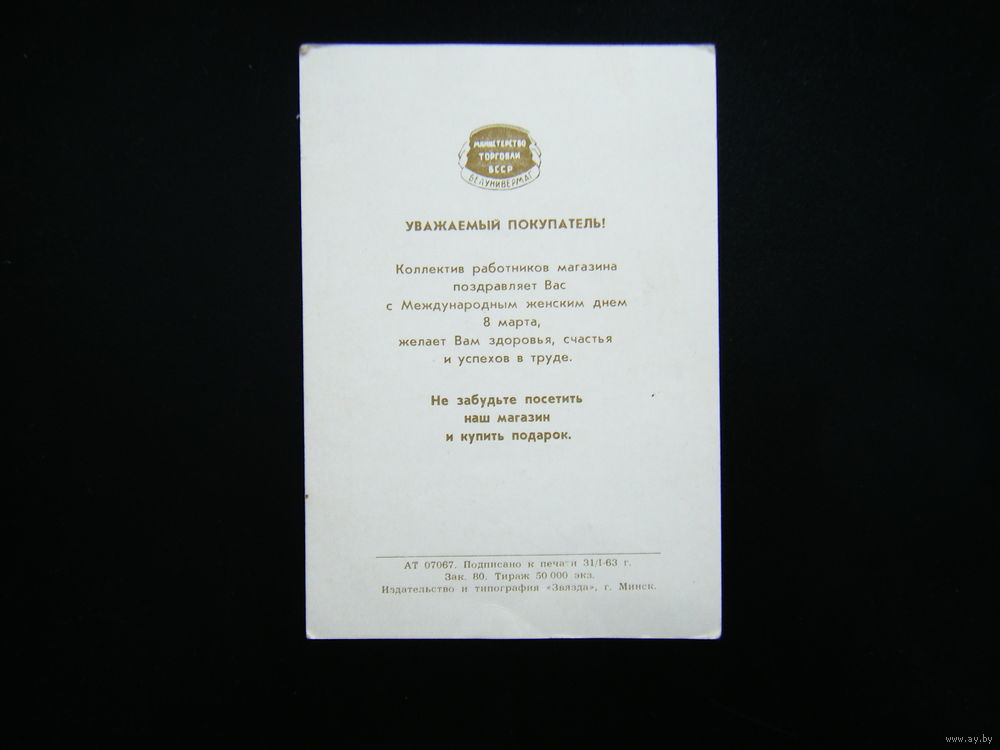 МИНИСТЕРСТВО
ТОРГОВЛИ
БССР
БЕЛУНИВЕРМАГ
УВАЖАЕМЫЙ ПОКУПАТЕЛЬ!
Коллектив работников магазина
поздравляет Вас
с Международным женским днем
8 марта,
желает Вам здоровья, счастья
и успехов в труде.
Не забудьте посетить
наш магазин
и купить подарок.
АТ 07067. Подписано к печати 31/I-63 г.
Зак. 80. Тираж 50 000 экз.
Издательство и типография «Звязда», г. Минск.
www.ay.by